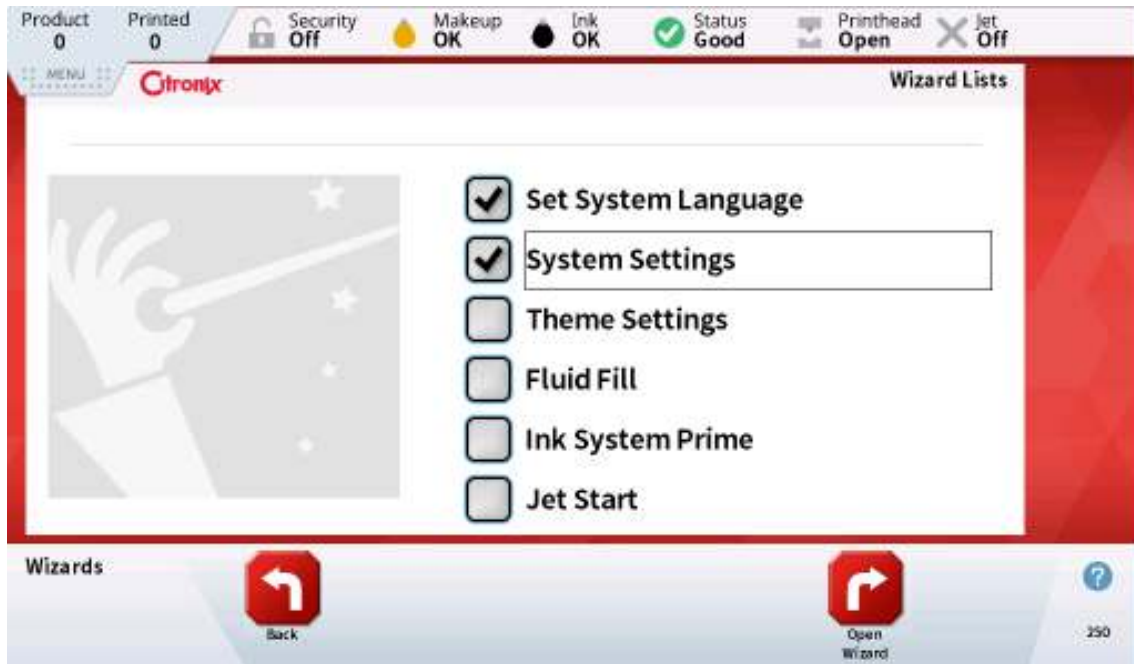 Product
0
Printed
0
Security
Off
Makeup
OK
Ink
OK
Status
Good
Printhead
Open
Jet
Off
MENU
Citronix
Wizard Lists
Set System Language
System Settings
Theme Settings
Fluid Fill
Ink System Prime
Jet Start
Wizards
Back
Open
Wizard
?
250